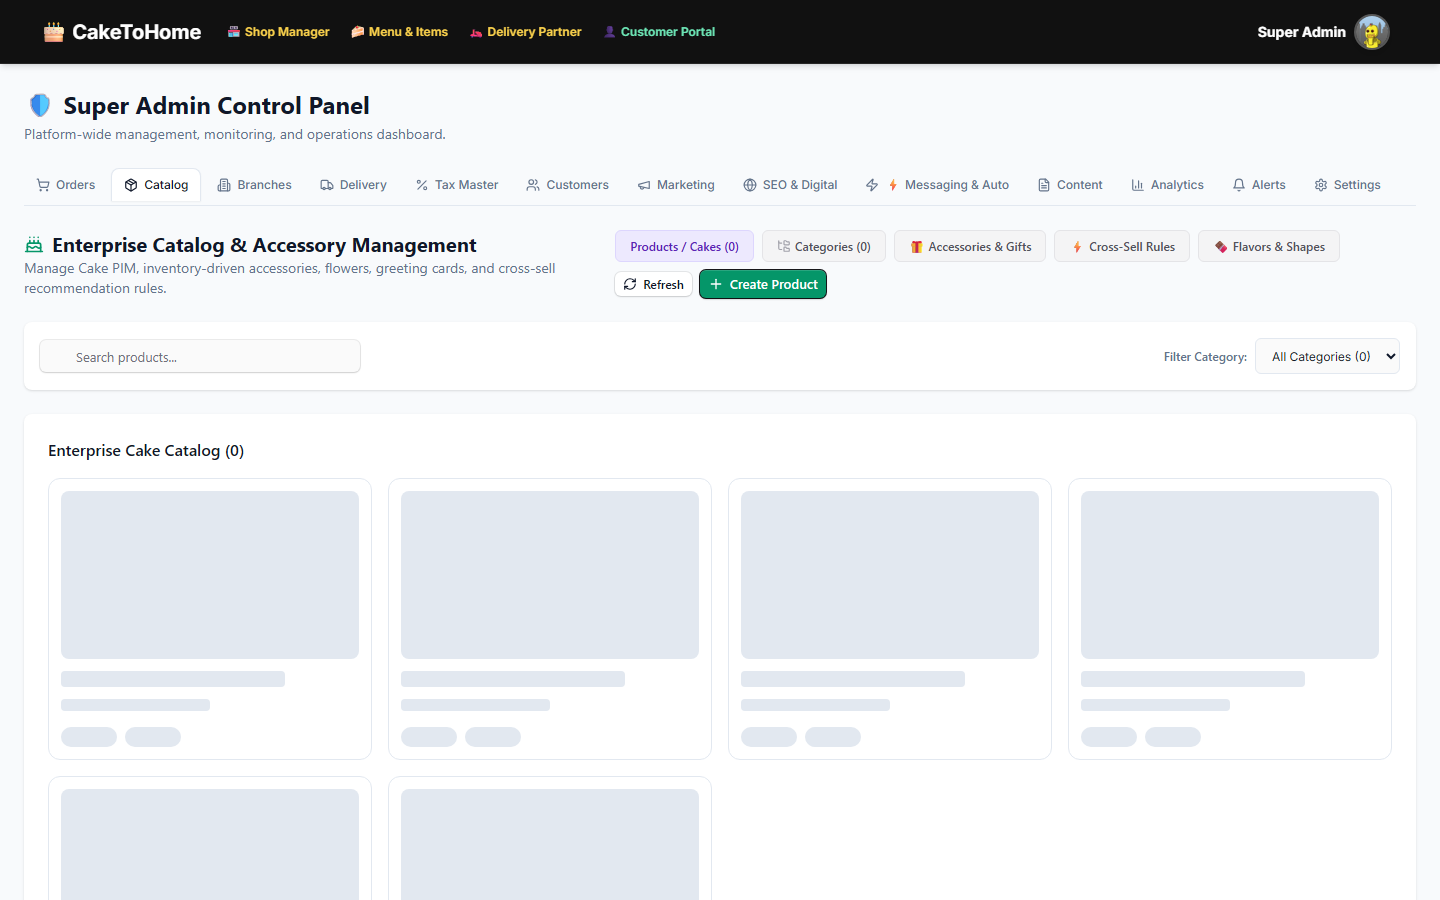 CakeToHome
Shop Manager
Menu & Items
Delivery Partner
Customer Portal
Super Admin
Super Admin Control Panel
Platform-wide management, monitoring, and operations dashboard.
Orders
Catalog
Branches
Delivery
Tax Master
Customers
Marketing
SEO & Digital
Messaging & Auto
Content
Analytics
Alerts
Settings
Enterprise Catalog & Accessory Management
Manage Cake PIM, inventory-driven accessories, flowers, greeting cards, and cross-sell
recommendation rules.
Products / Cakes (0)
Categories (0)
Accessories & Gifts
Cross-Sell Rules
Flavors & Shapes
Refresh
Create Product
Search products...
Filter Category:
All Categories (0)
Enterprise Cake Catalog (0)